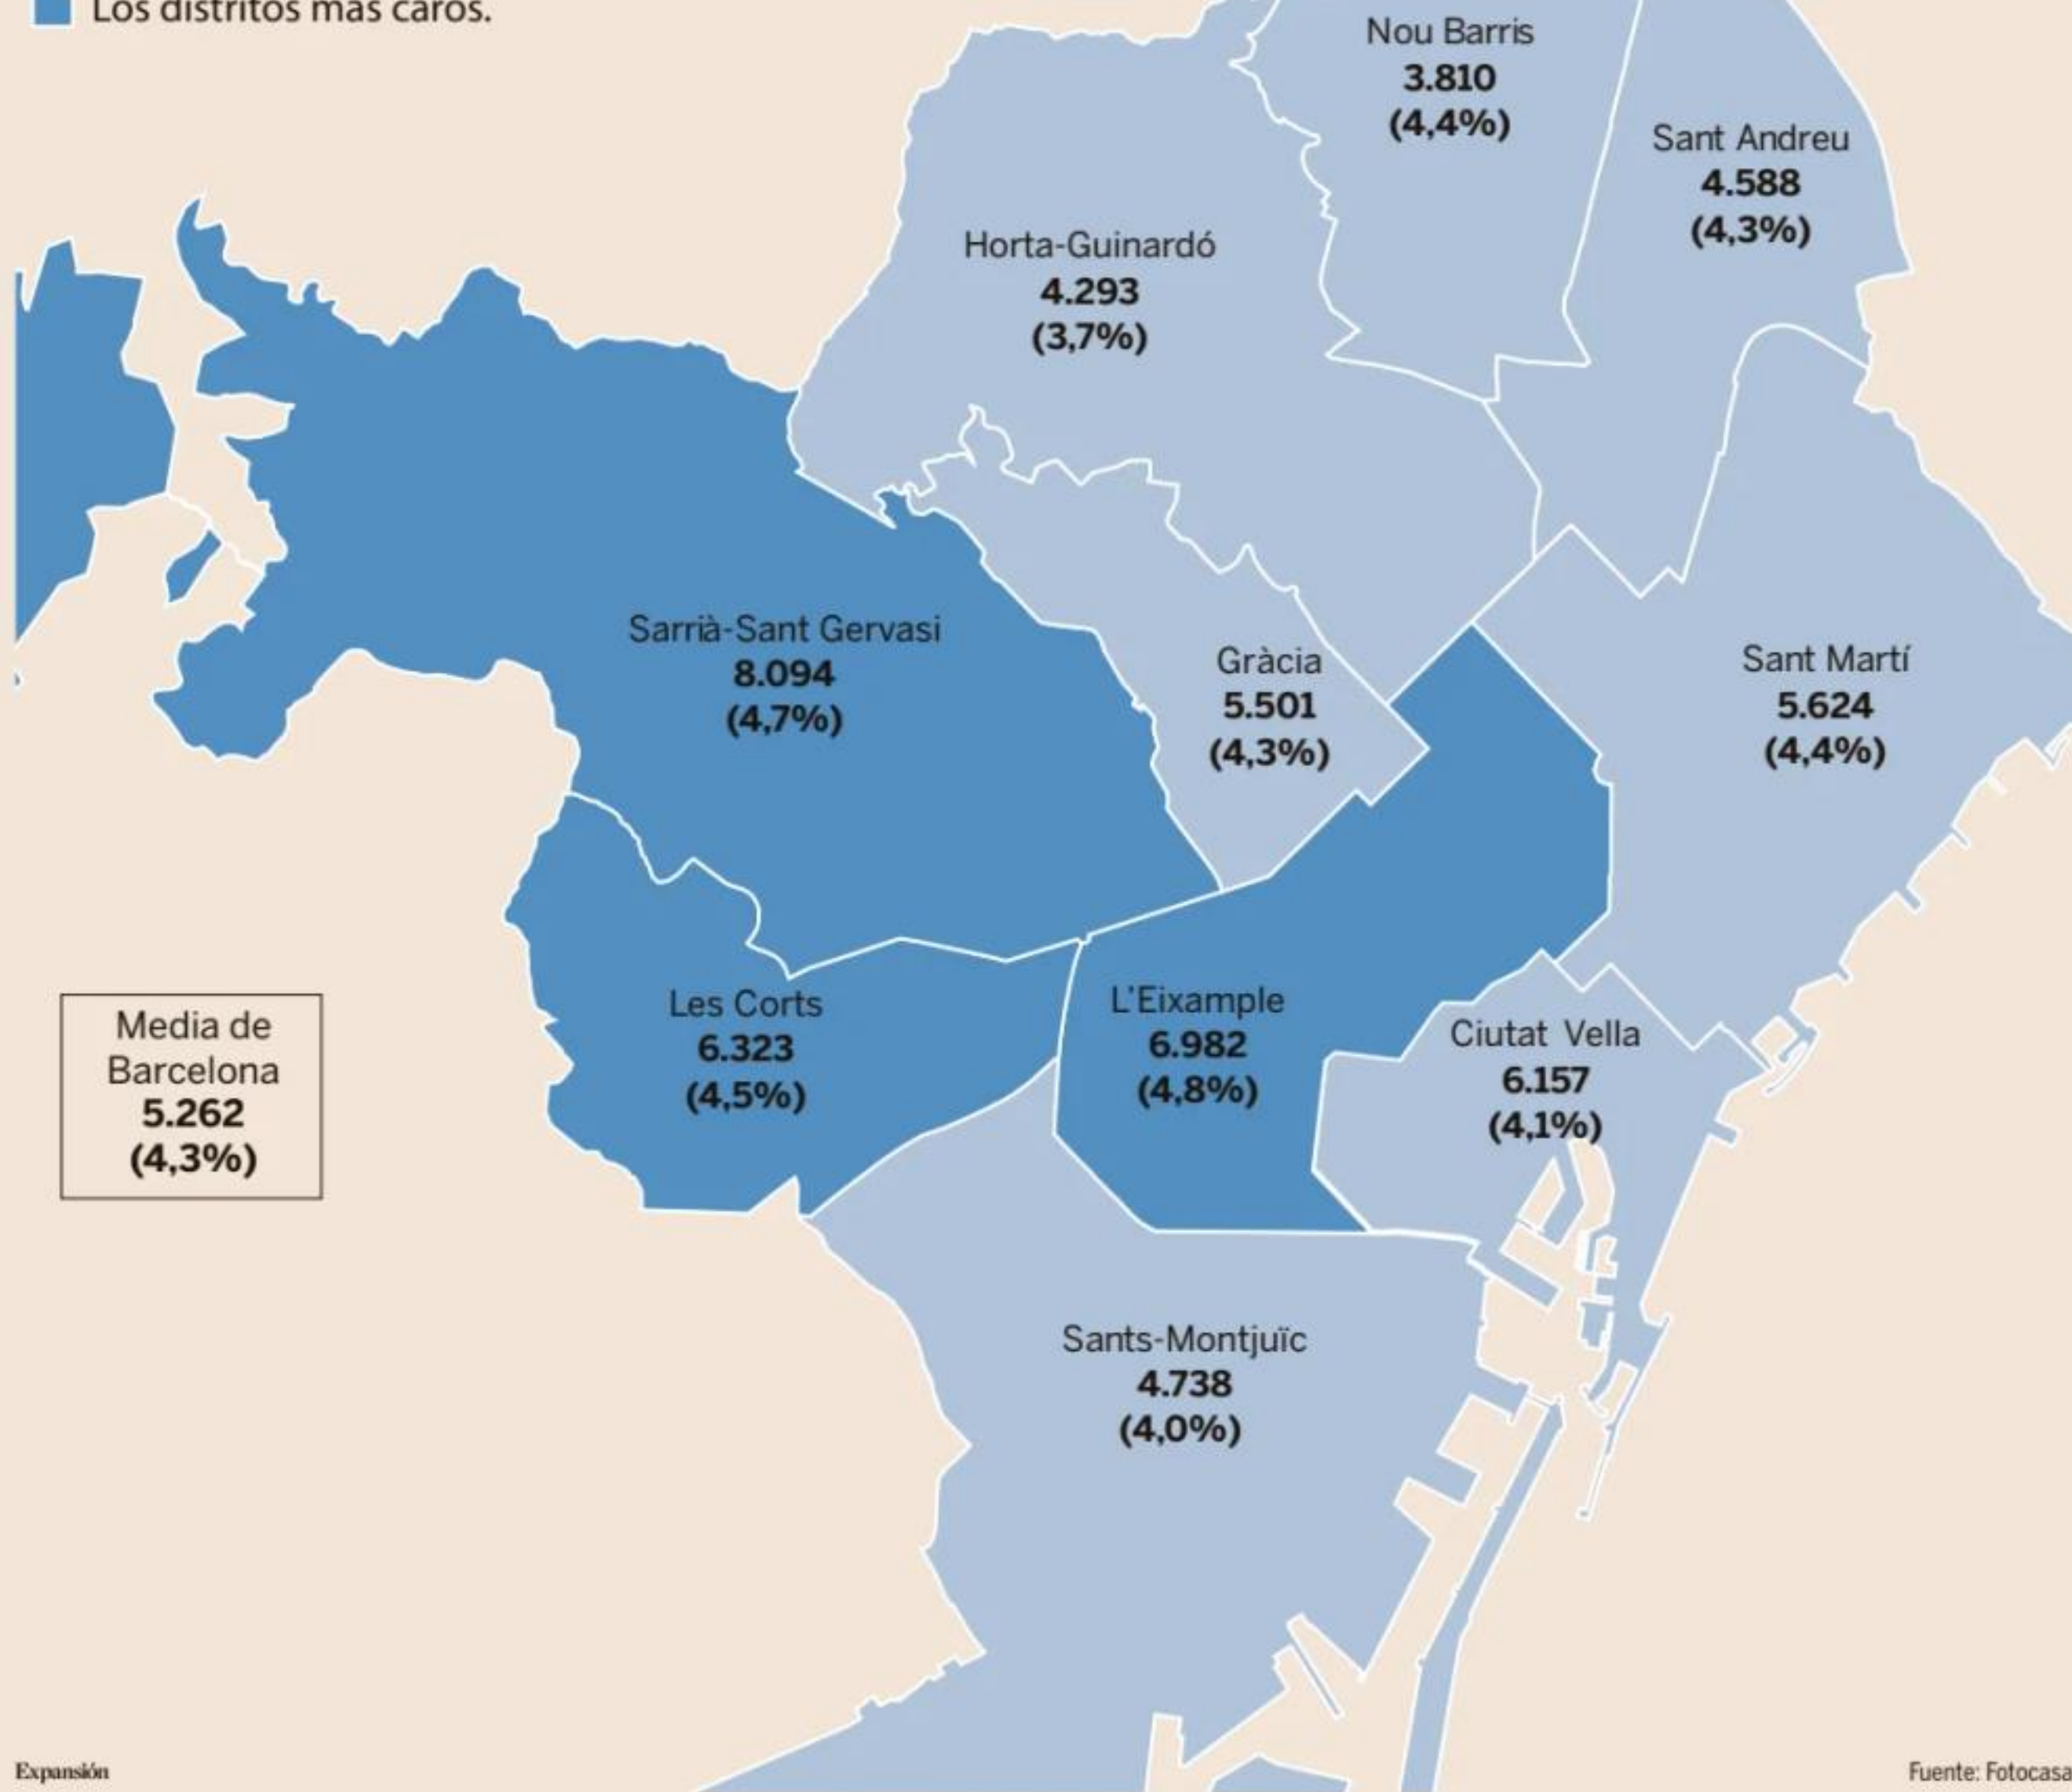 Los distritos más caros.
Nou Barris
3.810
(4,4%)
Sant Andreu
4.588
(4,3%)
Horta-Guinardó
4.293
(3,7%)
Sarrià-Sant Gervasi
8.094
(4,7%)
Gràcia
5.501
(4,3%)
Sant Martí
5.624
(4,4%)
Les Corts
6.323
(4,5%)
L'Eixample
6.982
(4,8%)
Ciutat Vella
6.157
(4,1%)
Media de
Barcelona
5.262
(4,3%)
Sants-Montjuïc
4.738
(4,0%)
Expansión
Fuente: Fotocasa